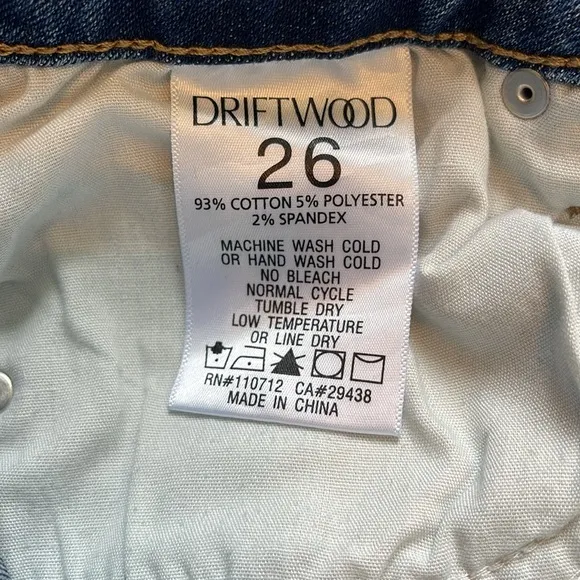 DRIFTWOOD
26
93% COTTON 5% POLYESTER
2% SPANDEX
MACHINE WASH COLD
OR HAND WASH COLD
NO BLEACH
NORMAL CYCLE
TUMBLE DRY
LOW TEMPERATURE
OR LINE DRY
RN#110712 CA#29438
MADE IN CHINA